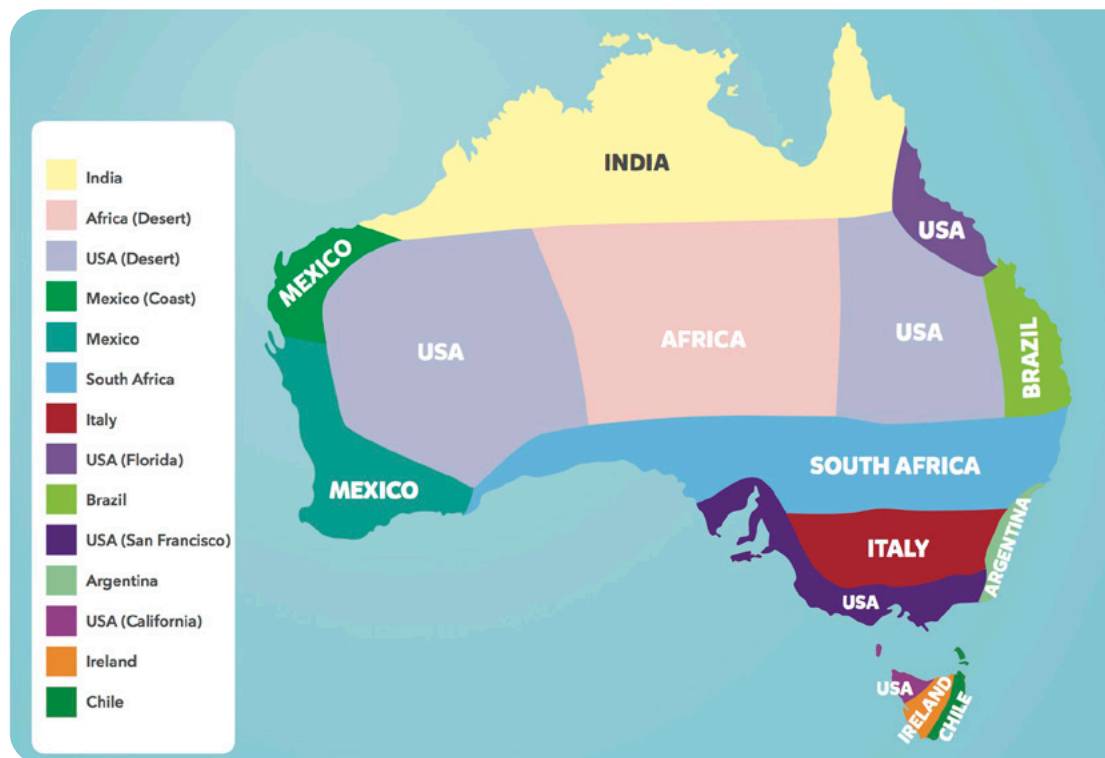 India
Africa (Desert)
USA (Desert)
Mexico (Coast)
Mexico
South Africa
Italy
USA (Florida)
Brazil
USA (San Francisco)
Argentina
USA (California)
Ireland
Chile
INDIA
MEXICO
USA
USA
AFRICA
USA
BRAZIL
MEXICO
SOUTH AFRICA
ITALY
ARGENTINA
USA
USA
IRELAND
CHILE